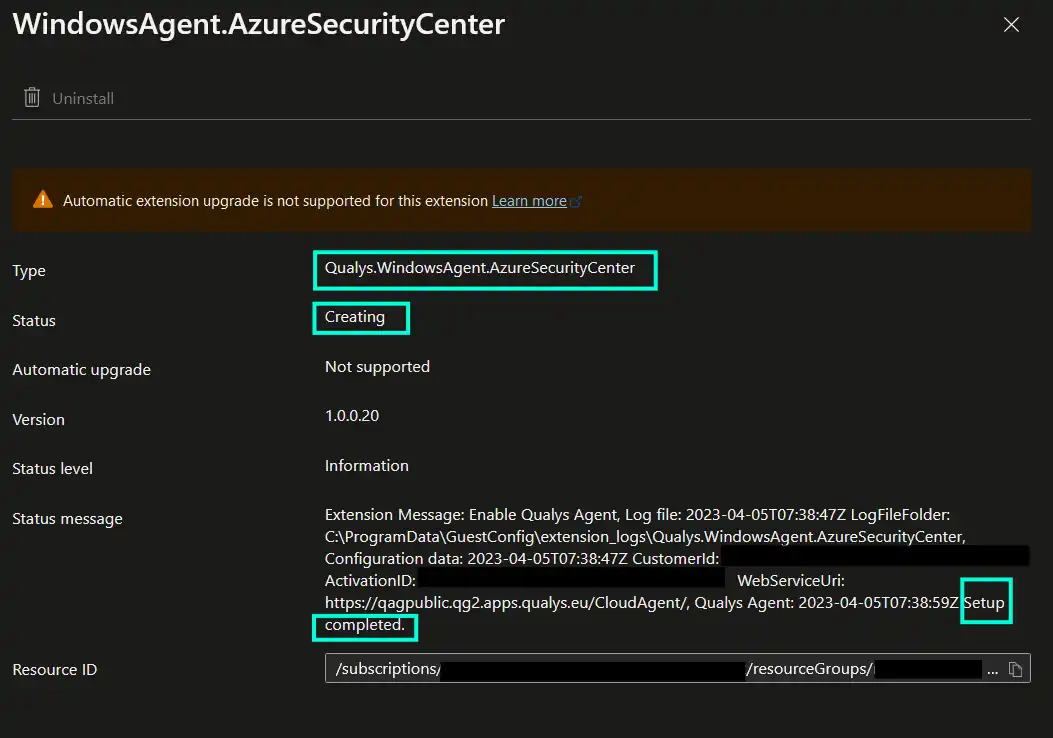 WindowsAgent.AzureSecurityCenter
Uninstall
Automatic extension upgrade is not supported for this extension Learn more
Type
Qualys.WindowsAgent.AzureSecurityCenter
Status
Creating
Automatic upgrade
Not supported
Version
1.0.0.20
Status level
Information
Status message
Extension Message: Enable Qualys Agent, Log file: 2023-04-05T07:38:47Z LogFileFolder:
C:\ProgramData\GuestConfig\extension_logs\Qualys.WindowsAgent.AzureSecurityCenter,
Configuration data: 2023-04-05T07:38:47Z CustomerId:
ActivationID: WebServiceUri:
https://qagpublic.qg2.apps.qualys.eu/CloudAgent/, Qualys Agent: 2023-04-05T07:38:59Z Setup
completed.
Resource ID
/subscriptions/ /resourceGroups/ ...